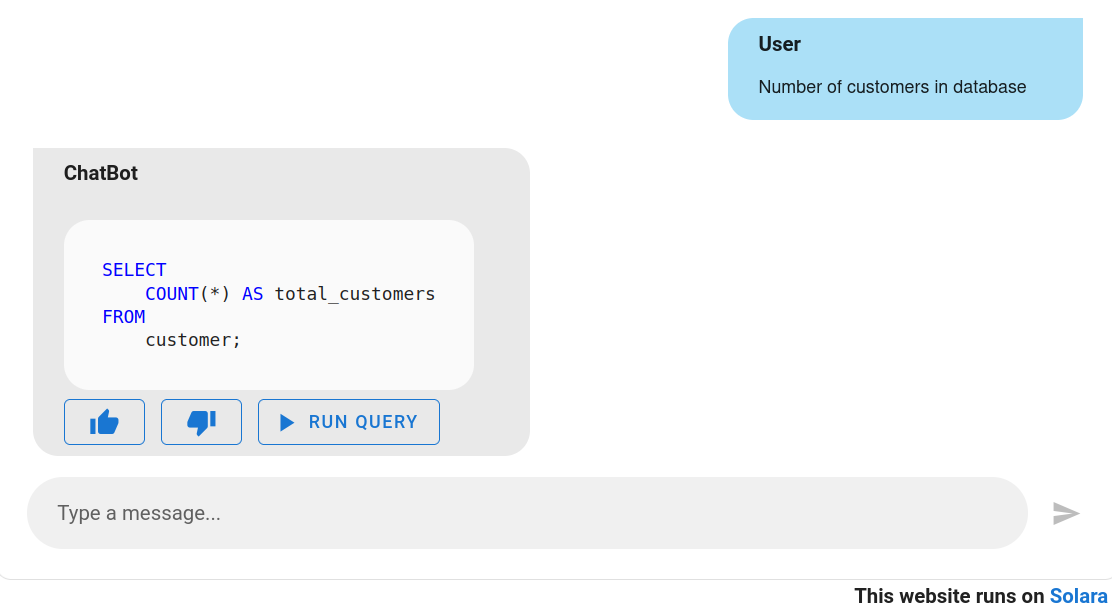 User
Number of customers in database
ChatBot
SELECT
    COUNT(*) AS total_customers
FROM
    customer;
RUN QUERY
Type a message...
This website runs on Solara